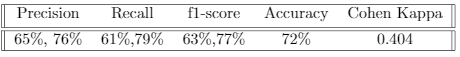 Precision Recall f1-score Accuracy Cohen Kappa
65%, 76% 61%,79% 63%,77% 72% 0.404